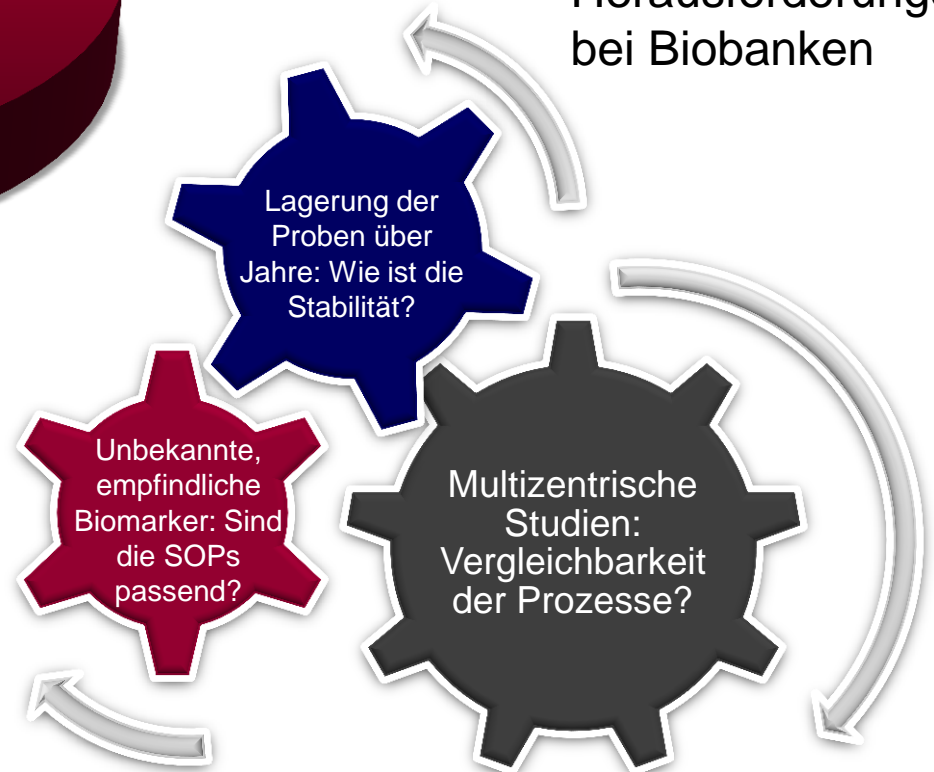 bei Biobanken
Lagerung der
Proben über
Jahre: Wie ist die
Stabilität?
Unbekannte,
empfindliche
Biomarker: Sind
die SOPs
passend?
Multizentrische
Studien:
Vergleichbarkeit
der Prozesse?